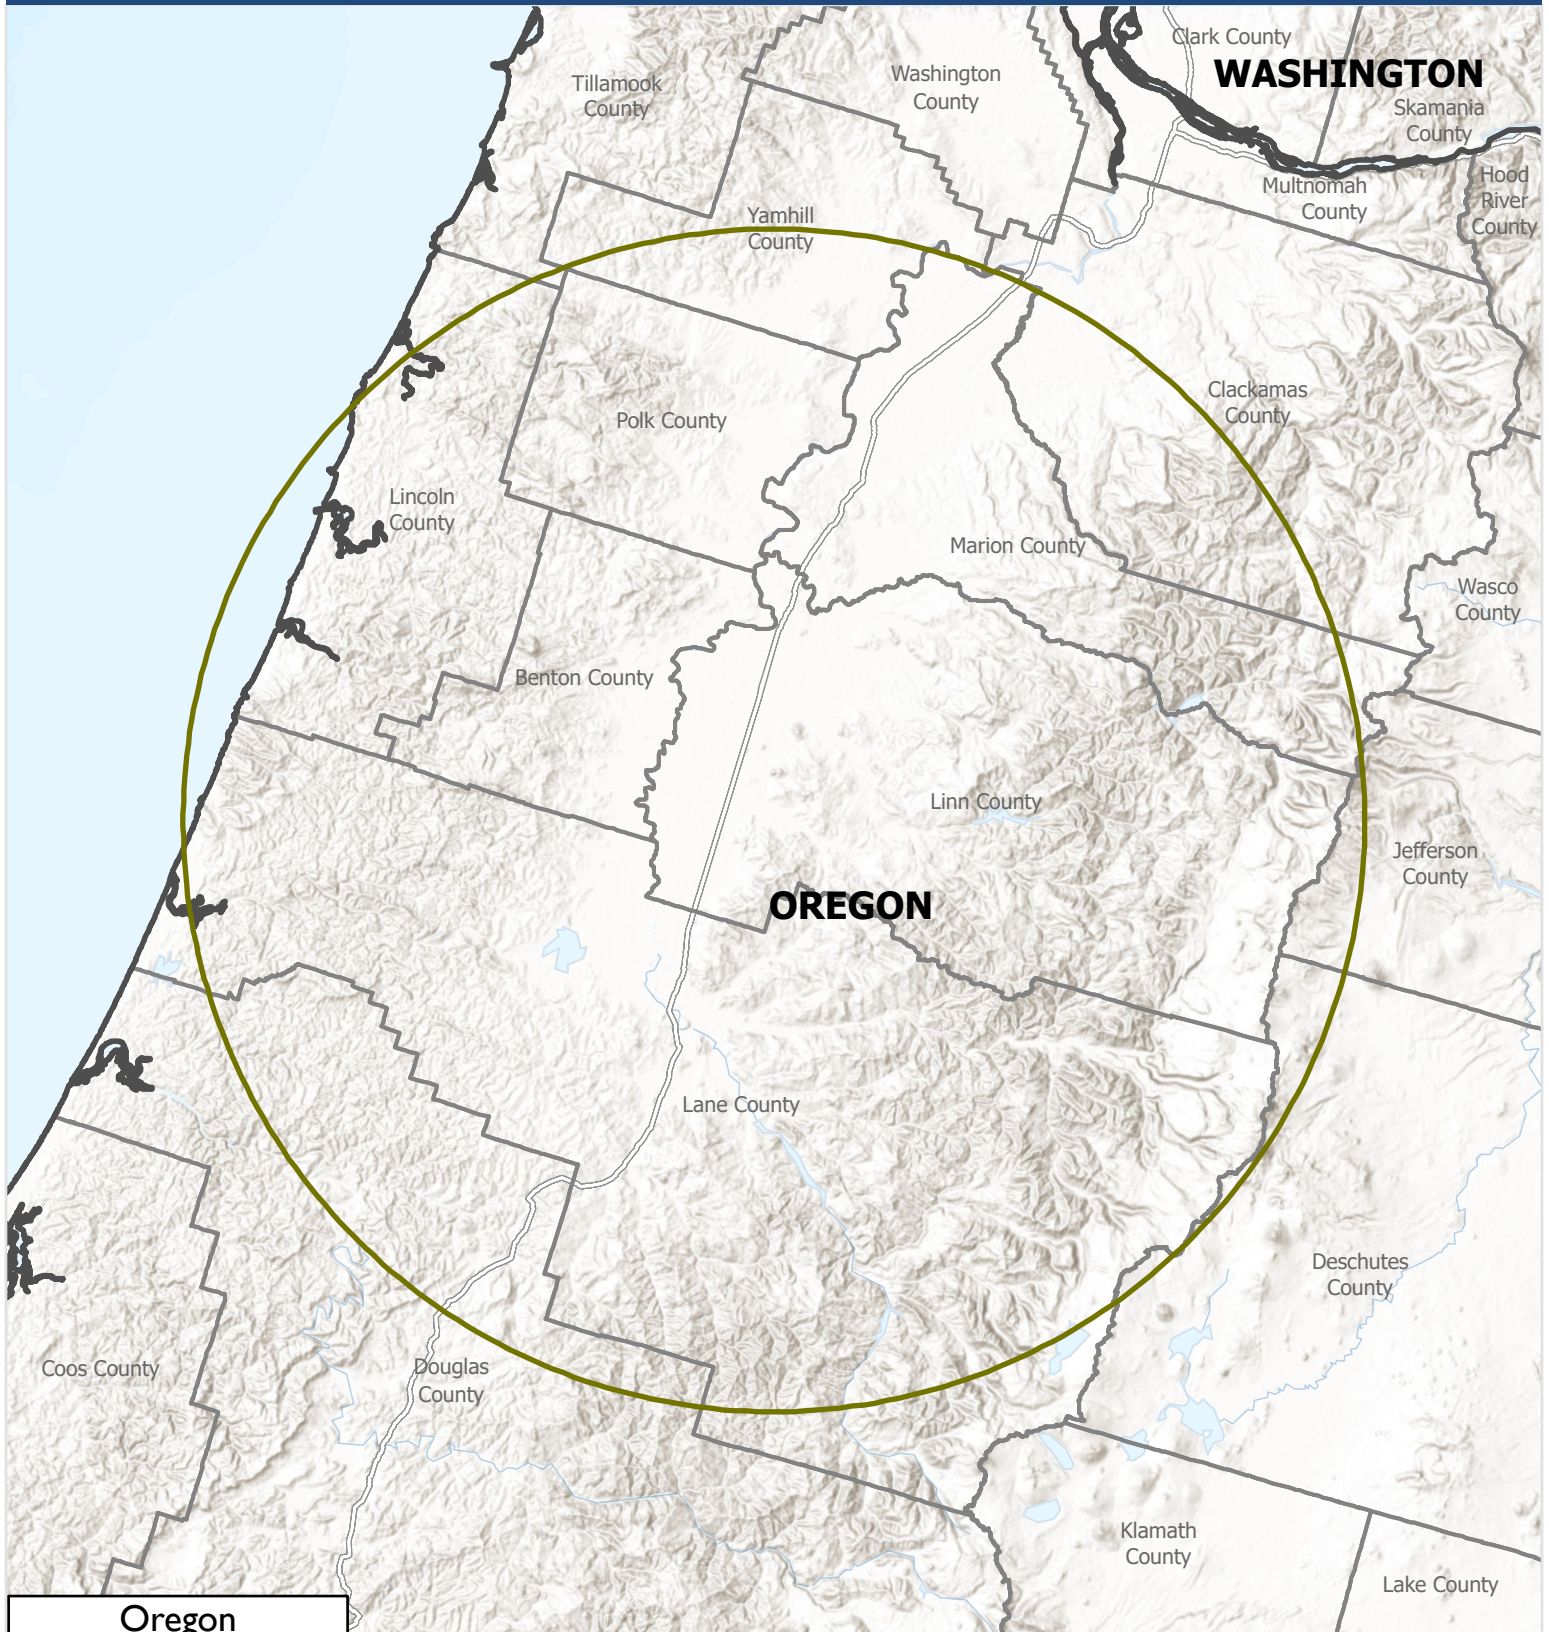 Clark County
WASHINGTON
Tillamook
County
Washington
County
Skamania
County
Multnomah
County
Hood
River
County
Yamhill
County
Polk County
Clackamas
County
Lincoln
County
Marion County
Wasco
County
Benton County
Linn County
Jefferson
County
OREGON
Lane County
Deschutes
County
Coos County
Douglas
County
Klamath
County
Lake County
Oregon